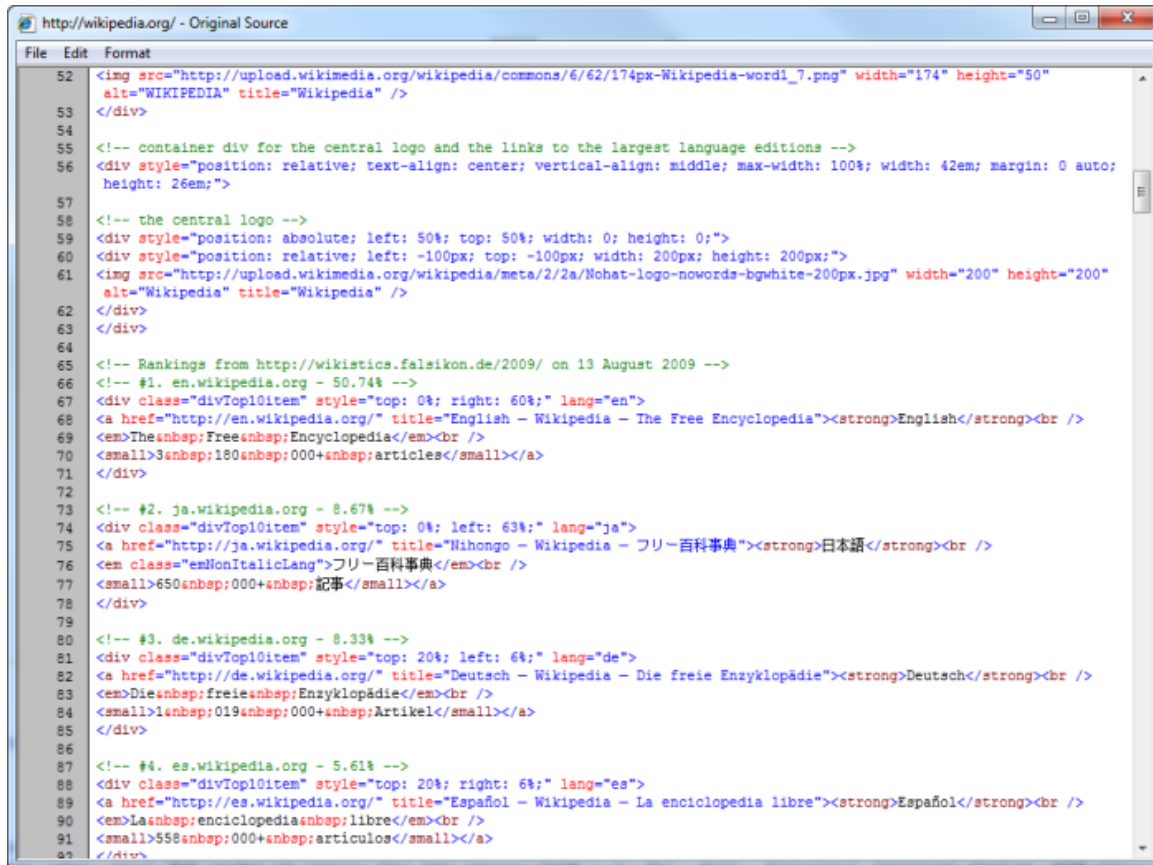 http://wikipedia.org/ - Original Source
File Edit Format
52 <img src="http://upload.wikimedia.org/wikipedia/commons/6/62/174px-Wikipedia-word1_7.png" width="174" height="50"
alt="WIKIPEDIA" title="Wikipedia" />
53 </div>
54
55 <!-- container div for the central logo and the links to the largest language editions -->
56 <div style="position: relative; text-align: center; vertical-align: middle; max-width: 100%; width: 42em; margin: 0 auto;
height: 26em;">
57
58 <!-- the central logo -->
59 <div style="position: absolute; left: 50%; top: 50%; width: 0; height: 0;">
60 <div style="position: relative; left: -100px; top: -100px; width: 200px; height: 200px;">
61 <img src="http://upload.wikimedia.org/wikipedia/meta/2/2a/Nohat-logo-nowords-bgwhite-200px.jpg" width="200" height="200"
alt="Wikipedia" title="Wikipedia" />
62 </div>
63 </div>
64
65 <!-- Rankings from http://wikistics.falsikon.de/2009/ on 13 August 2009 -->
66 <!-- #1. en.wikipedia.org - 50.74% -->
67 <div class="divTop10item" style="top: 0%; right: 60%;" lang="en">
68 <a href="http://en.wikipedia.org/" title="English — Wikipedia — The Free Encyclopedia"><strong>English</strong><br />
69 <em>The&nbsp;Free&nbsp;Encyclopedia</em><br />
70 <small>3&nbsp;180&nbsp;000+&nbsp;articles</small></a>
71 </div>
72
73 <!-- #2. ja.wikipedia.org - 8.67% -->
74 <div class="divTop10item" style="top: 0%; left: 63%;" lang="ja">
75 <a href="http://ja.wikipedia.org/" title="Nihongo — Wikipedia — フリー百科事典"><strong>日本語</strong><br />
76 <em class="emNonItalicLang">フリー百科事典</em><br />
77 <small>650&nbsp;000+&nbsp;記事</small></a>
78 </div>
79
80 <!-- #3. de.wikipedia.org - 8.33% -->
81 <div class="divTop10item" style="top: 20%; left: 6%;" lang="de">
82 <a href="http://de.wikipedia.org/" title="Deutsch — Wikipedia — Die freie Enzyklopädie"><strong>Deutsch</strong><br />
83 <em>Die&nbsp;freie&nbsp;Enzyklopädie</em><br />
84 <small>1&nbsp;019&nbsp;000+&nbsp;Artikel</small></a>
85 </div>
86
87 <!-- #4. es.wikipedia.org - 5.61% -->
88 <div class="divTop10item" style="top: 20%; right: 6%;" lang="es">
89 <a href="http://es.wikipedia.org/" title="Español — Wikipedia — La enciclopedia libre"><strong>Español</strong><br />
90 <em>La&nbsp;enciclopedia&nbsp;libre</em><br />
91 <small>558&nbsp;000+&nbsp;artículos</small></a>
92 </div>